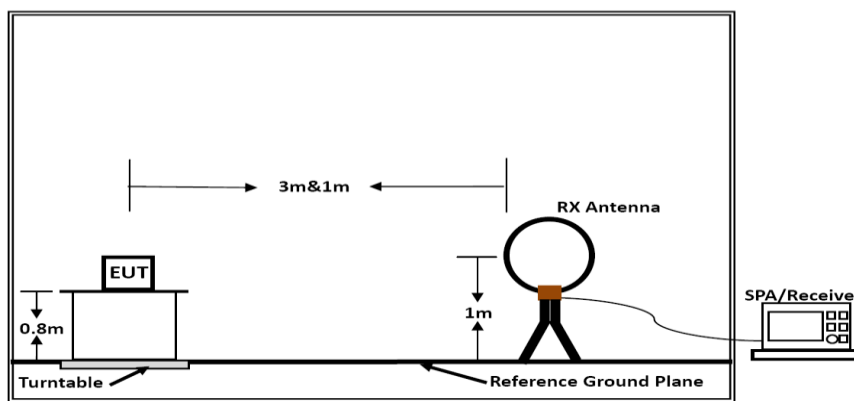 3m&1m
RX Antenna
EUT
SPA/Receive
0.8m
1m
Turntable
Reference Ground Plane